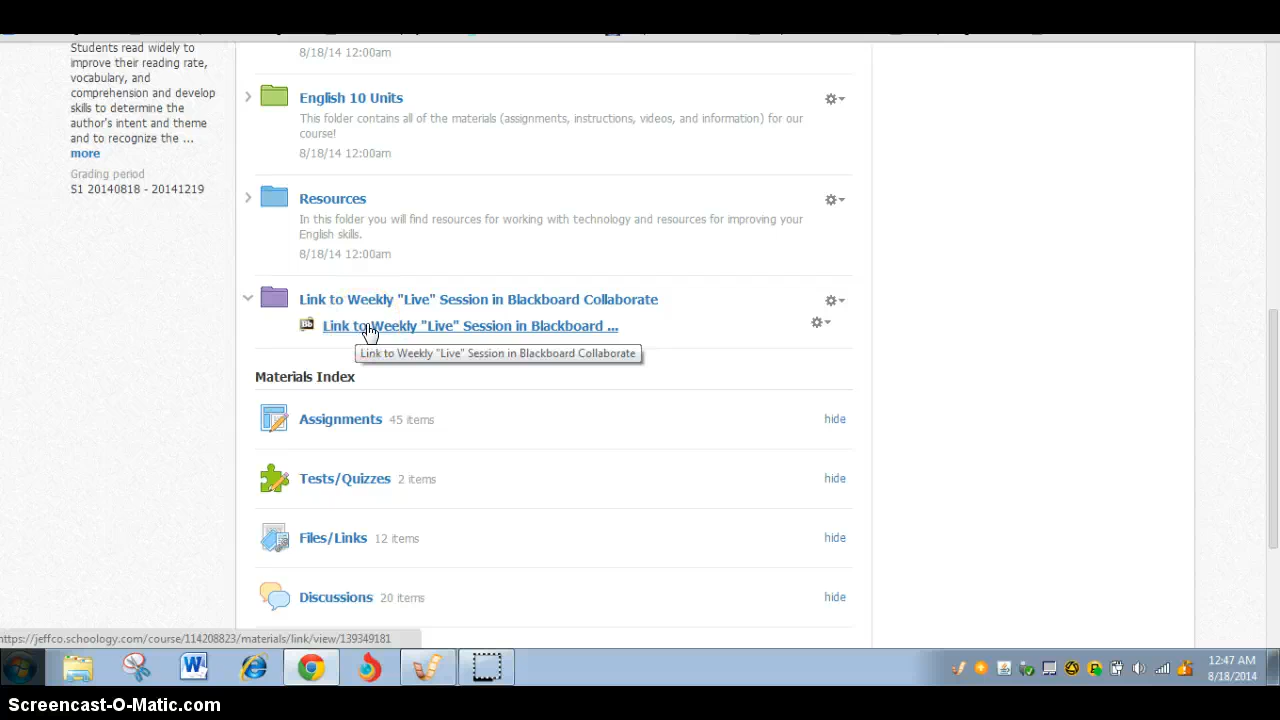 Students read widely to
improve their reading rate,
vocabulary, and
comprehension and develop
skills to determine the
author's intent and theme
and to recognize the ...
more
Grading period
S1 20140818 - 20141219
8/18/14 12:00am
English 10 Units
This folder contains all of the materials (assignments, instructions, videos, and information) for our
course!
8/18/14 12:00am
Resources
In this folder you will find resources for working with technology and resources for improving your
English skills.
8/18/14 12:00am
Link to Weekly "Live" Session in Blackboard Collaborate
Bb Link to Weekly "Live" Session in Blackboard ...
Link to Weekly "Live" Session in Blackboard Collaborate
Materials Index
Assignments 45 items hide
Tests/Quizzes 2 items hide
Files/Links 12 items hide
Discussions 20 items hide
https://jeffco.schoology.com/course/114208823/materials/link/view/139349181
12:47 AM
8/18/2014
Screencast-O-Matic.com